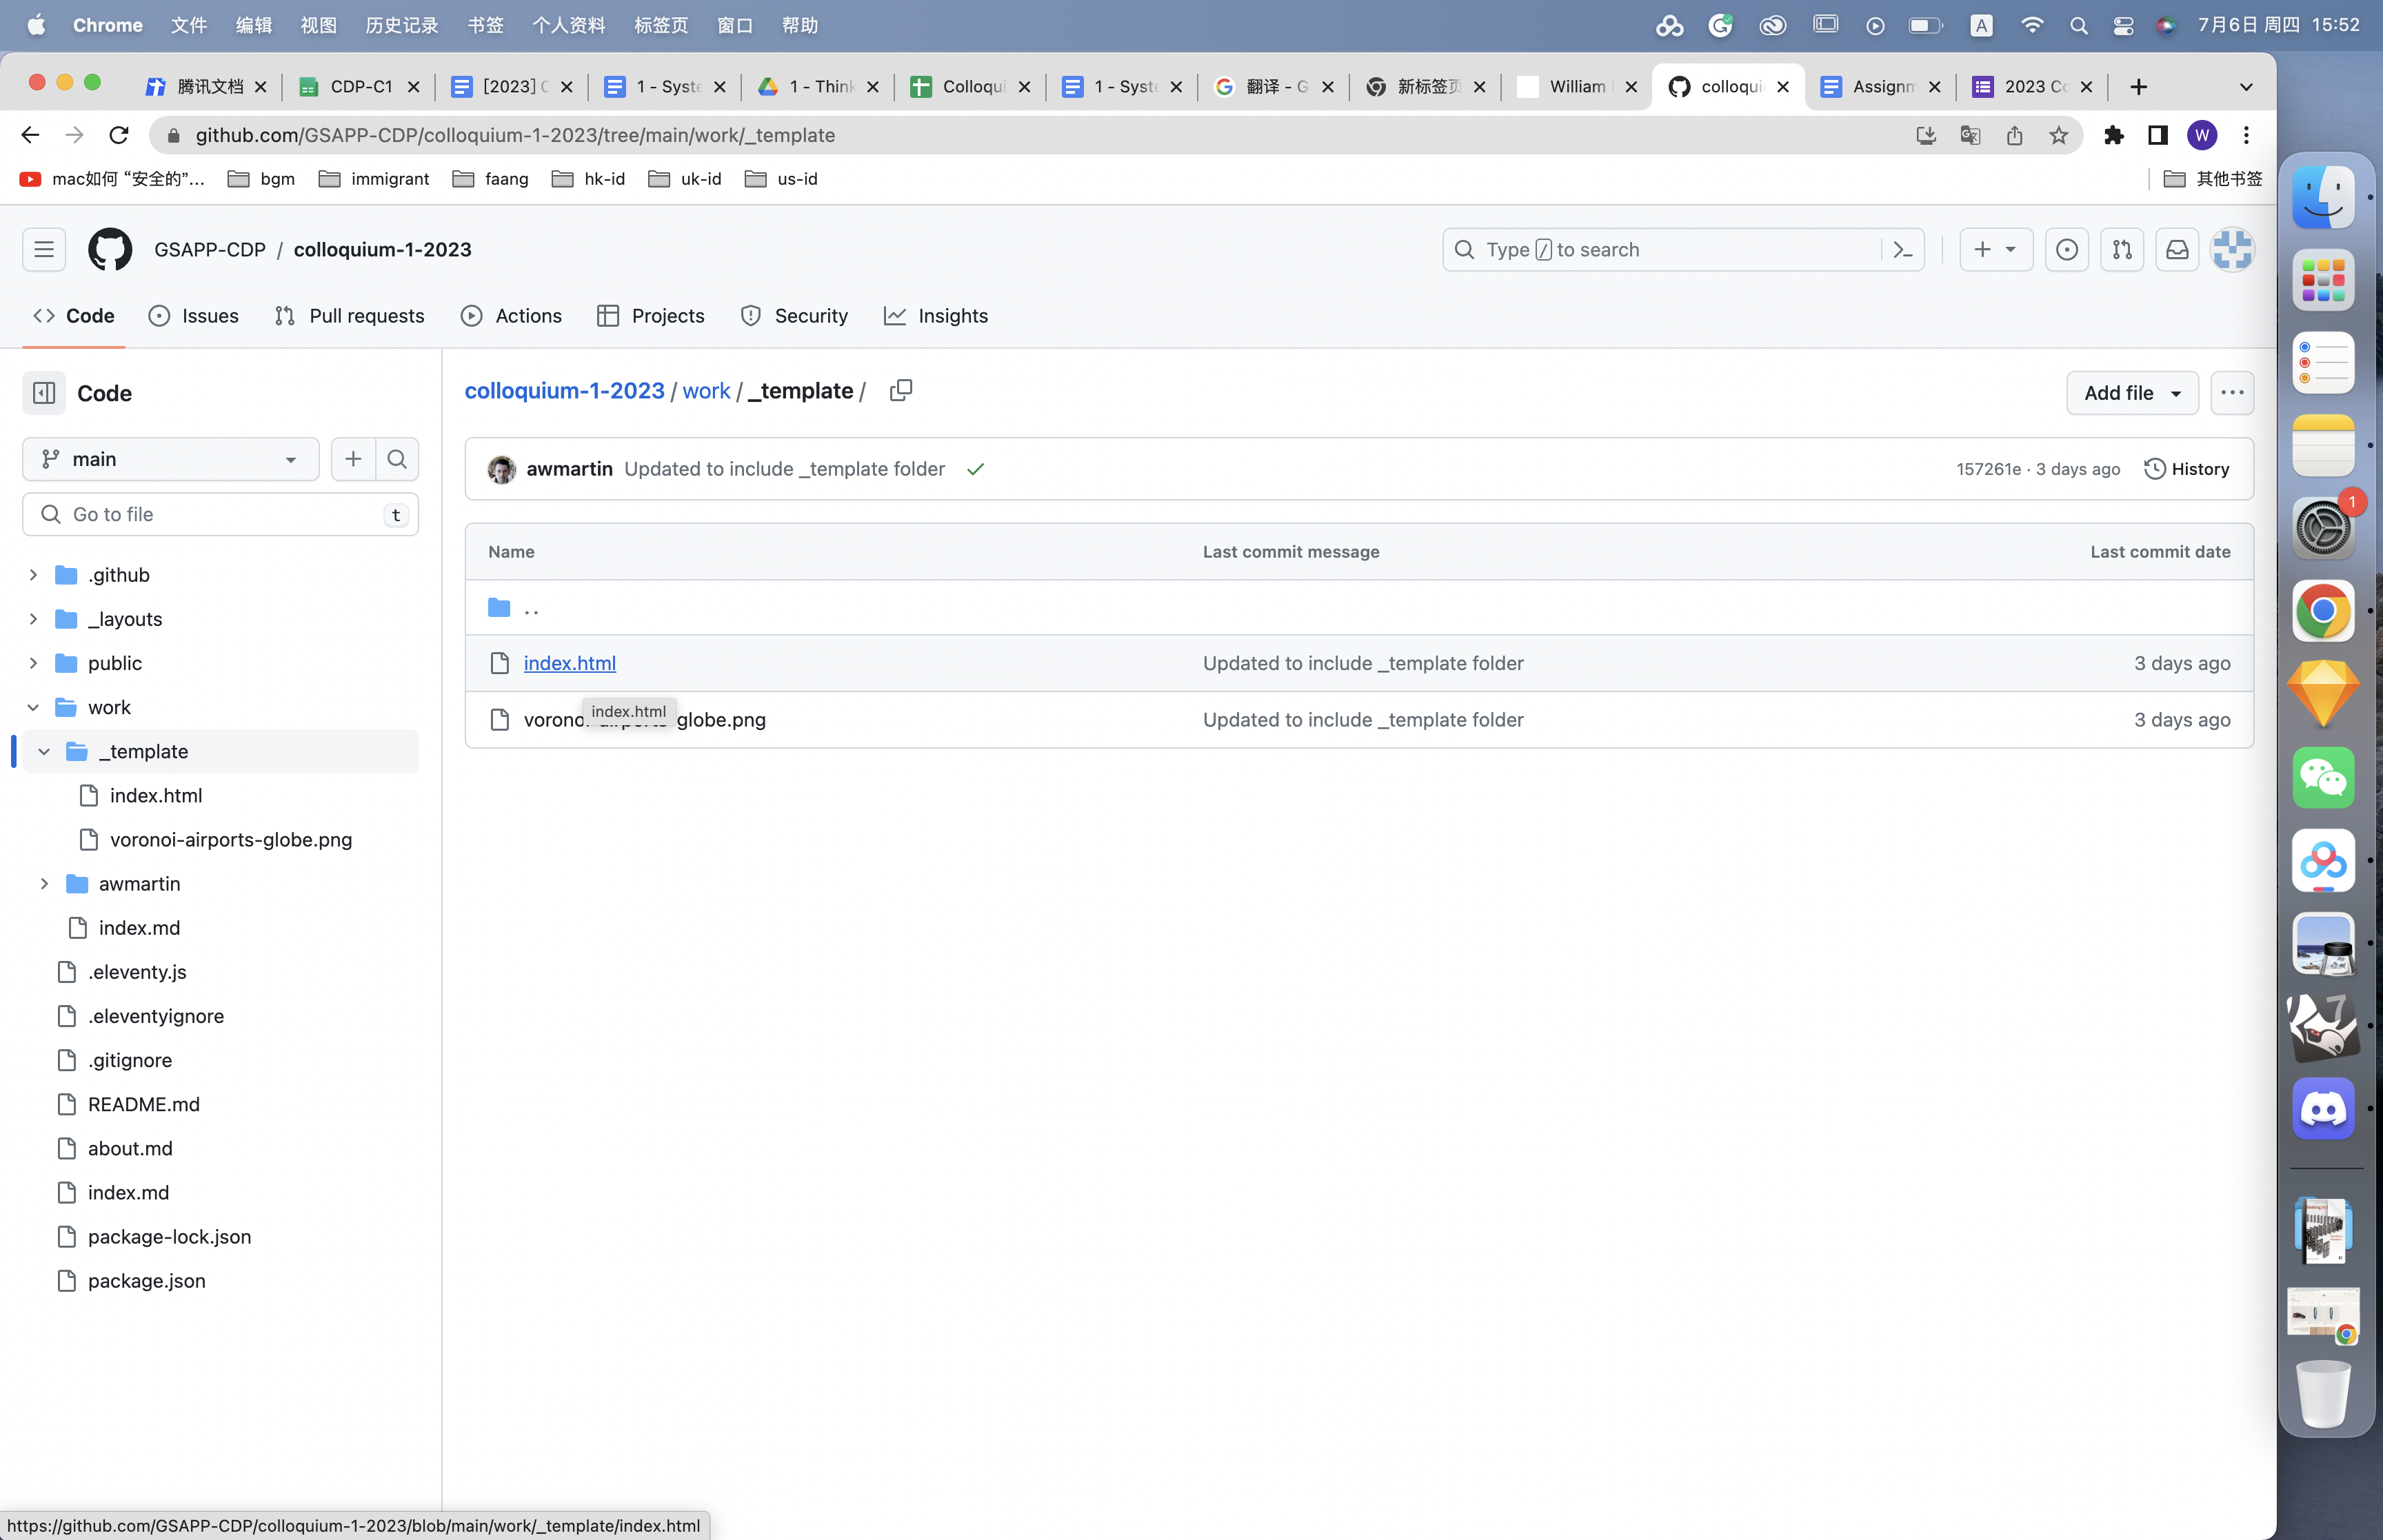 Chrome 文件 编辑 视图 历史记录 书签 个人资料 标签页 窗口 帮助 A 7月6日 周四 15:52
腾讯文档 CDP-C1 [2023] C 1 - Syste 1 - Think Colloqui 1 - Syste 翻译 - G 新标签页 William colloqui Assignm 2023 Co
github.com/GSAPP-CDP/colloquium-1-2023/tree/main/work/_template W
mac如何 “安全的”... bgm immigrant faang hk-id uk-id us-id 其他书签
GSAPP-CDP / colloquium-1-2023 Type / to search
Code Issues Pull requests Actions Projects Security Insights
Code
main
Go to file t
.github
_layouts
public
work
_template
index.html
voronoi-airports-globe.png
awmartin
index.md
.eleventy.js
.eleventyignore
.gitignore
README.md
about.md
index.md
package-lock.json
package.json
colloquium-1-2023 / work / _template / Add file
awmartin Updated to include _template folder 157261e · 3 days ago History
Name Last commit message Last commit date
..
index.html Updated to include _template folder 3 days ago
index.html
globe.png Updated to include _template folder 3 days ago
1
7
https://github.com/GSAPP-CDP/colloquium-1-2023/blob/main/work/_template/index.html